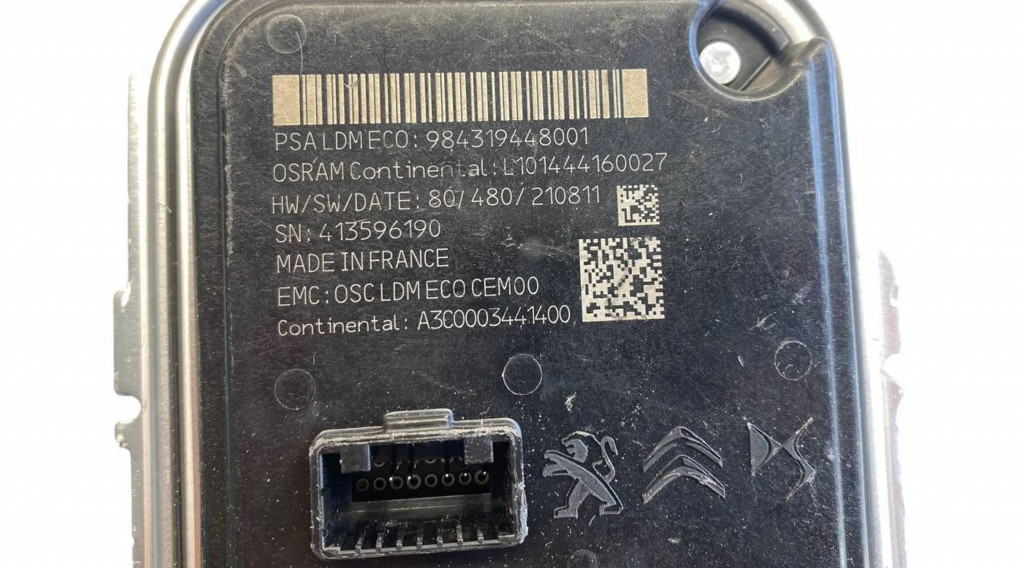 PSA LDM ECO: 984319448001
OSRAM Continental: L101444160027
HW/SW/DATE: 80/480/210811
SN: 413596190
MADE IN FRANCE
EMC: OSC LDM ECO CEM00
Continental: A3C0003441400
DS